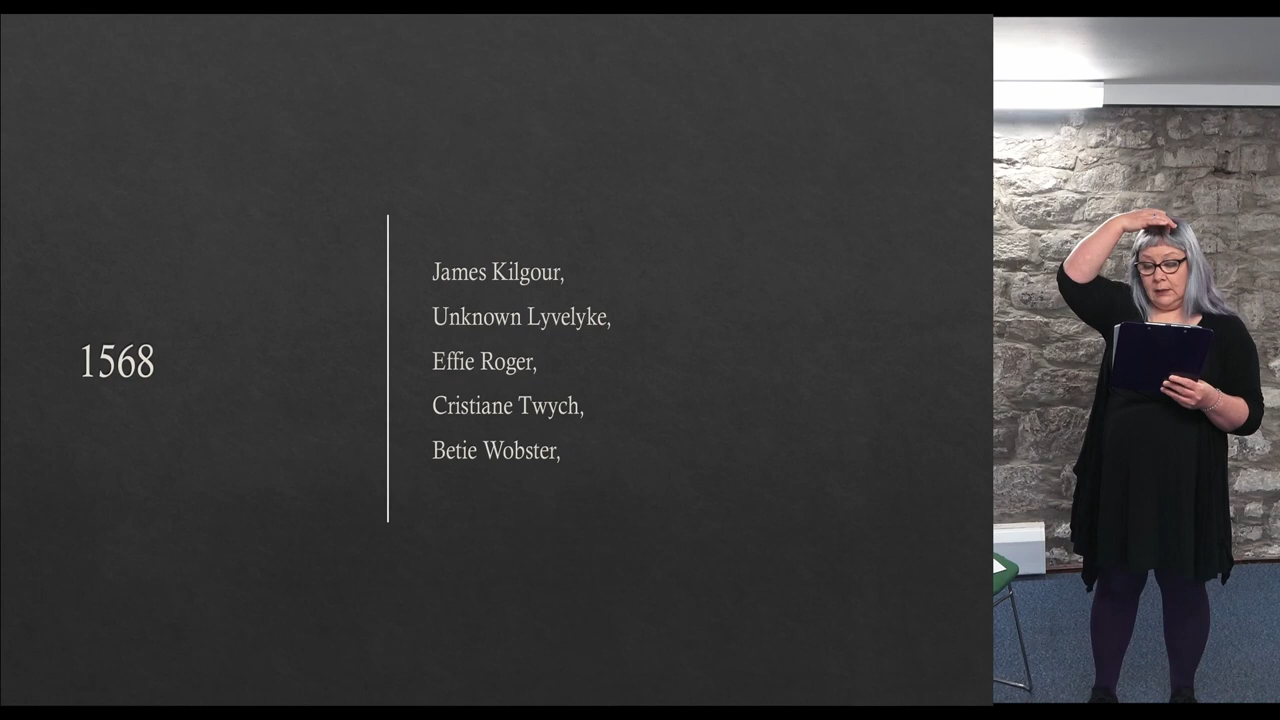 1568
James Kilgour,
Unknown Lyvelyke,
Effie Roger,
Cristiane Twych,
Betie Wobster,